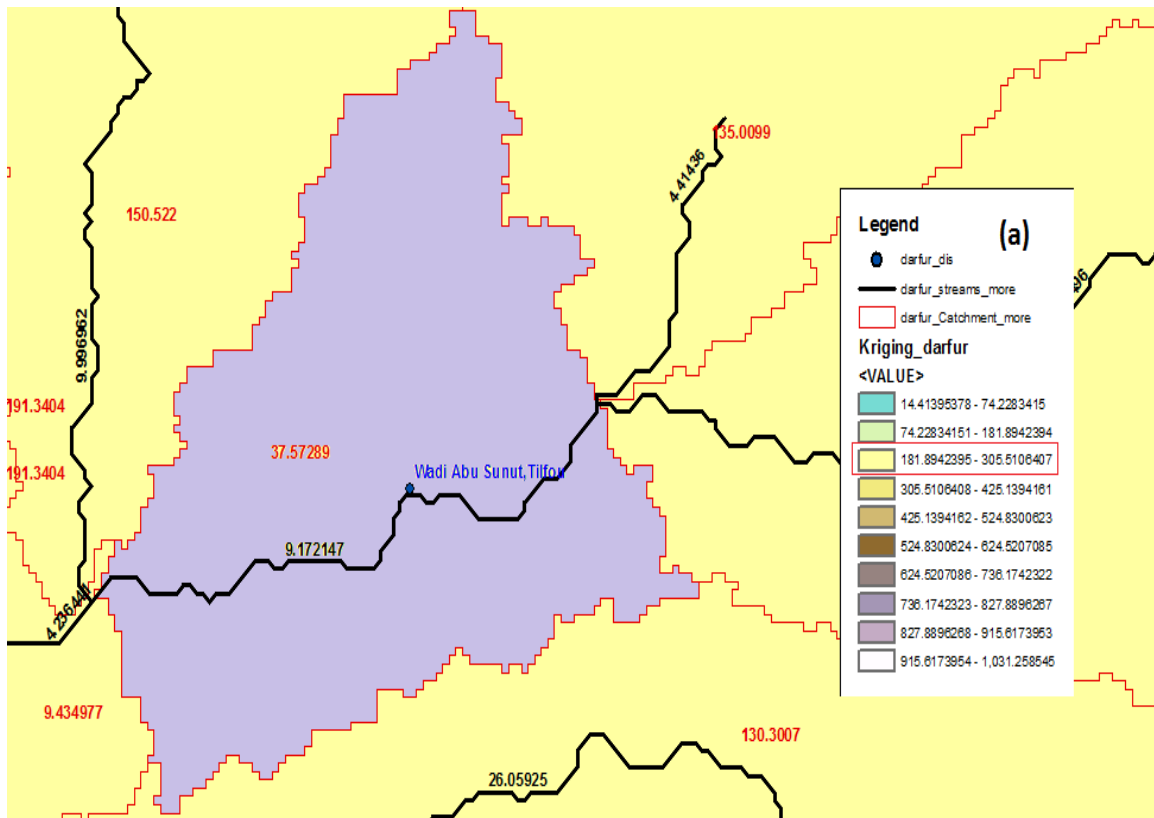 135.0099
4.41436
150.522
9.996962
191.3404
37.57289
191.3404
Wadi Abu Sunut,Tilfou
9.172147
4.236444
9.434977
130.3007
26.05925
Legend
(a)
darfur_dis
darfur_streams_more
darfur_Catchment_more
Kriging_darfur
<VALUE>
14.41395378 - 74.2283415
74.22834151 - 181.8942394
181.8942395 - 305.5106407
305.5106408 - 425.1394161
425.1394162 - 524.8300623
524.8300624 - 624.5207085
624.5207086 - 736.1742322
736.1742323 - 827.8896267
827.8896268 - 915.6173953
915.6173954 - 1,031.258545